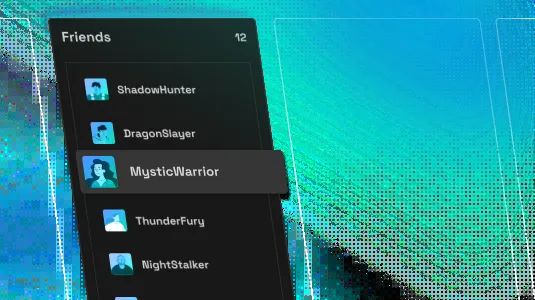 Friends 12
ShadowHunter
DragonSlayer
MysticWarrior
ThunderFury
NightStalker